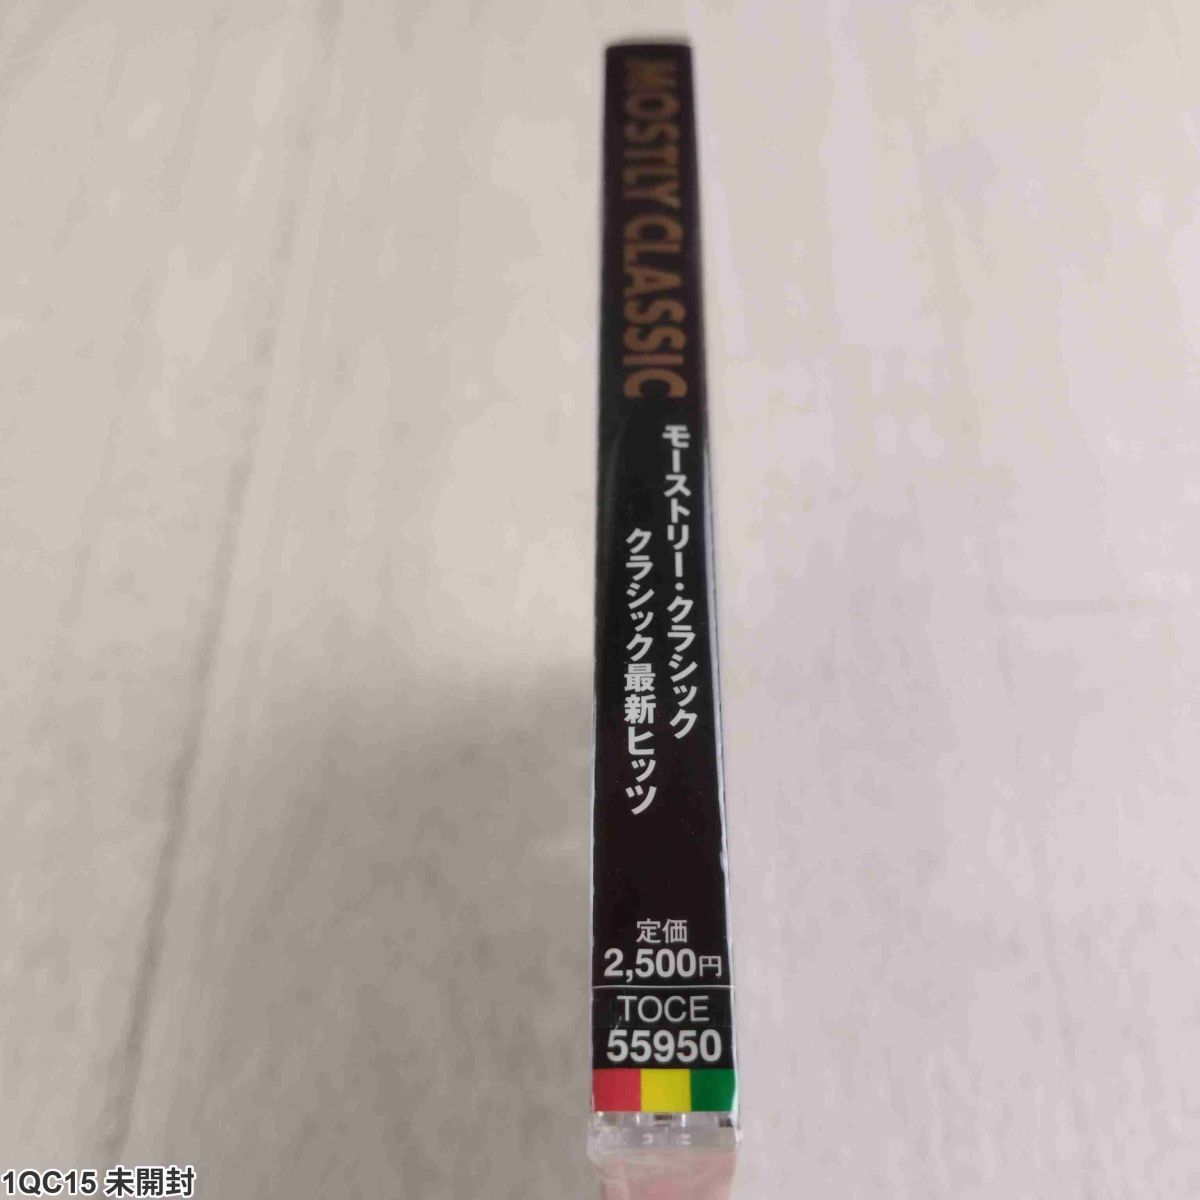 MOSTLY CLASSIC
モーストリー・クラシック
クラシック最新ヒッツ
定価
2,500円
TOCE
55950
1QC15 未開封